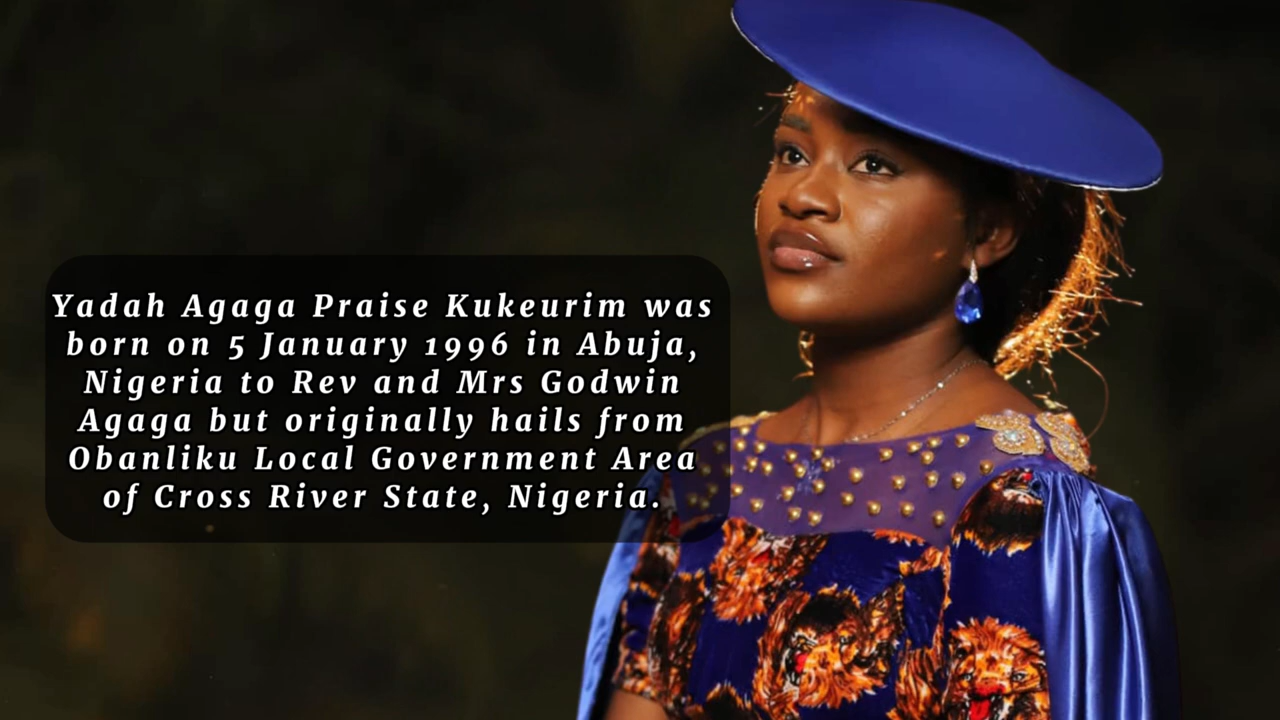 Yadah Agaga Praise Kukeurim was
born on 5 January 1996 in Abuja,
Nigeria to Rev and Mrs Godwin
Agaga but originally hails from
Obanliku Local Government Area
of Cross River State, Nigeria.